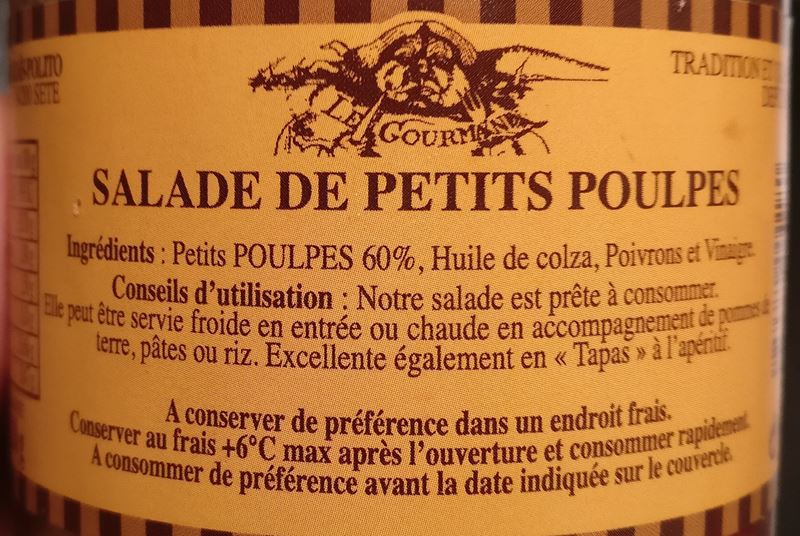 SETE
TRADITION ET
LE GOURMAND
SALADE DE PETITS POULPES
Ingrédients : Petits POULPES 60%, Huile de colza, Poivrons et Vinaigre.
Conseils d'utilisation : Notre salade est prête à consommer.
Elle peut être servie froide en entrée ou chaude en accompagnement de pommes de
terre, pâtes ou riz. Excellente également en « Tapas » à l'apéritif.
A conserver de préférence dans un endroit frais.
Conserver au frais +6°C max après l'ouverture et consommer rapidement.
A consommer de préférence avant la date indiquée sur le couvercle.